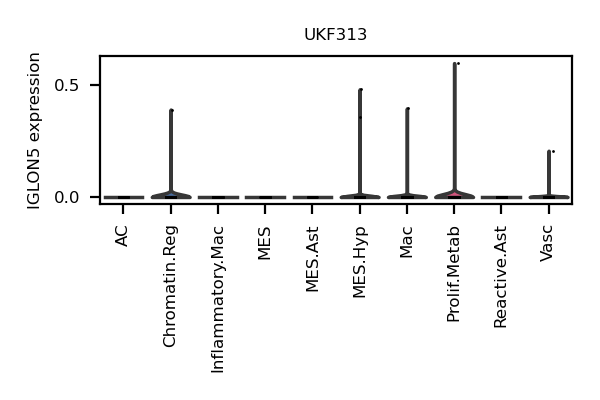 UKF313
IGLON5 expression
0.5
0.0
AC
Chromatin.Reg
Inflammatory.Mac
MES
MES.Ast
MES.Hyp
Mac
Prolif.Metab
Reactive.Ast
Vasc